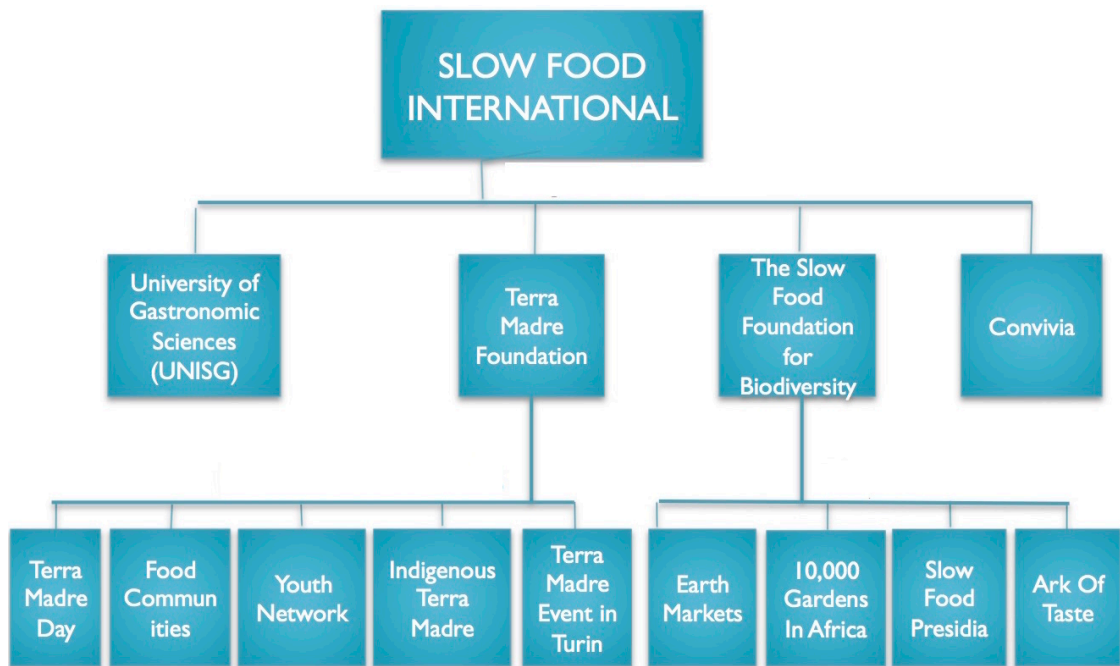 SLOW FOOD
INTERNATIONAL
University of
Gastronomic
Sciences
(UNISG)
Terra
Madre
Foundation
The Slow
Food
Foundation
for
Biodiversity
Convivia
Terra
Madre
Day
Food
Commun
ities
Youth
Network
Indigenous
Terra
Madre
Terra
Madre
Event in
Turin
Earth
Markets
10,000
Gardens
In Africa
Slow
Food
Presidia
Ark Of
Taste